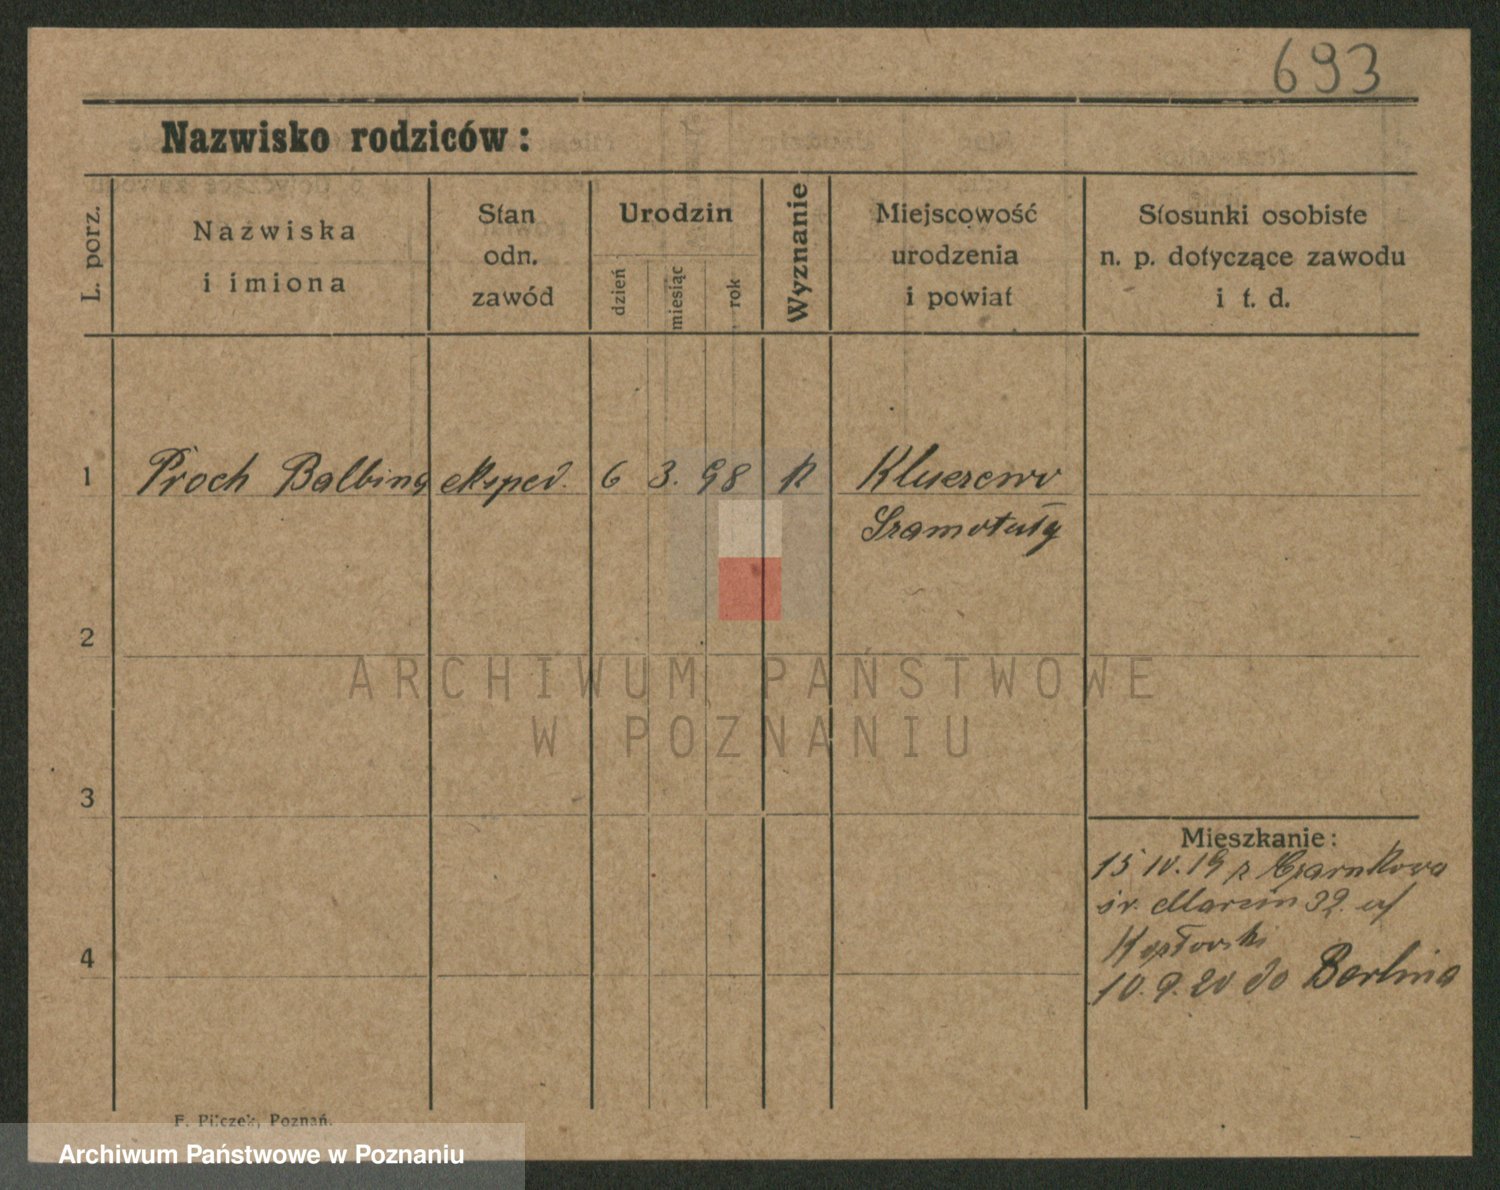 693
Nazwisko rodziców:
L. porz.
Nazwiska
i imiona
Stan
odn.
zawód
Urodzin
dzień
miesiąc
rok
Wyznanie
Miejscowość
urodzenia
i powiat
Stosunki osobiste
n. p. dotyczące zawodu
i t. d.
1 Proch Balbina eksped. 6 3. 98 k Kluczewo
Szamotuły
2
3
4
Mieszkanie:
15 IV. 19 z Czarnkowa
św. Marcin 32
10. 9. 20 do Berlina
F. Pilczek, Poznań.
ARCHIWUM PAŃSTWOWE
W POZNANIU
Archiwum Państwowe w Poznaniu